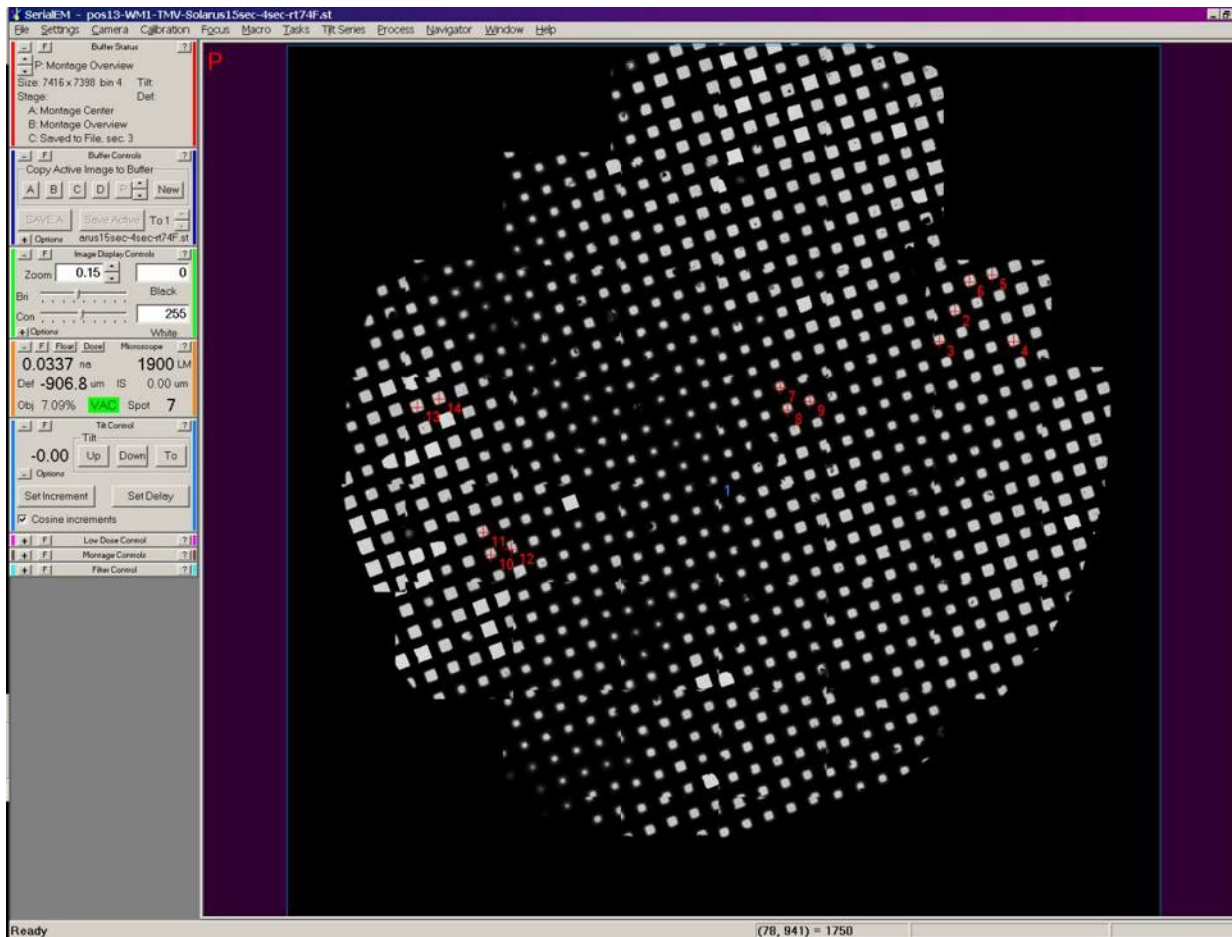 SerialEM - pos13-WM1-TMV-Solarus15sec-4sec-rt74F.st
File Settings Camera Calibration Focus Macro Tasks Tilt Series Process Navigator Window Help
- F Buffer Status ?
P: Montage Overview
Size: 7416 x 7398 bin 4 Tilt:
Stage: Def:
A: Montage Center
B: Montage Overview
C: Saved to File, sec. 3
- F Buffer Controls ?
Copy Active Image to Buffer
A B C D P New
SAVE A Save Active To 1
+ Options arus15sec-4sec-rt74F.st
- F Image Display Controls ?
Zoom 0.15 0
Bri Black
Con 255
+ Options White
- F Float Dose Microscope ?
0.0337 na 1900 LM
Def -906.8 um IS 0.00 um
Obj 7.09% VAC Spot 7
- F Tilt Control ?
Tilt
-0.00 Up Down To
- Options
Set Increment Set Delay
Cosine increments
+ F Low Dose Control ?
+ F Montage Controls ?
+ F Filter Control ?
P
6 5
2
3 4
7
9
8
13 14
1
11
10 12
Ready (78, 941) = 1750